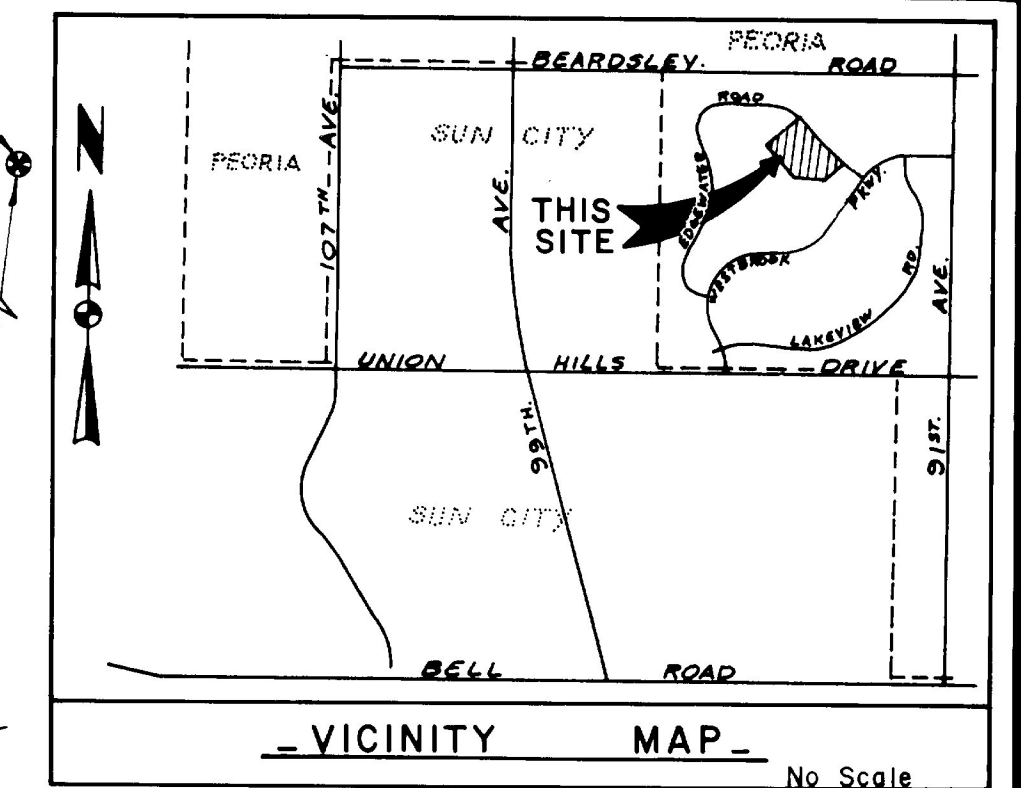 PEORIA
BEARDSLEY. ROAD
ROAD
N
107TH AVE.
SUN CITY
PEORIA
AVE.
EDGEWATER
PKWY.
THIS
SITE
WESTBROOK
RD.
AVE.
LAKEVIEW
UNION HILLS DRIVE
99TH.
91ST.
SUN CITY
BELL ROAD
VICINITY MAP
No Scale